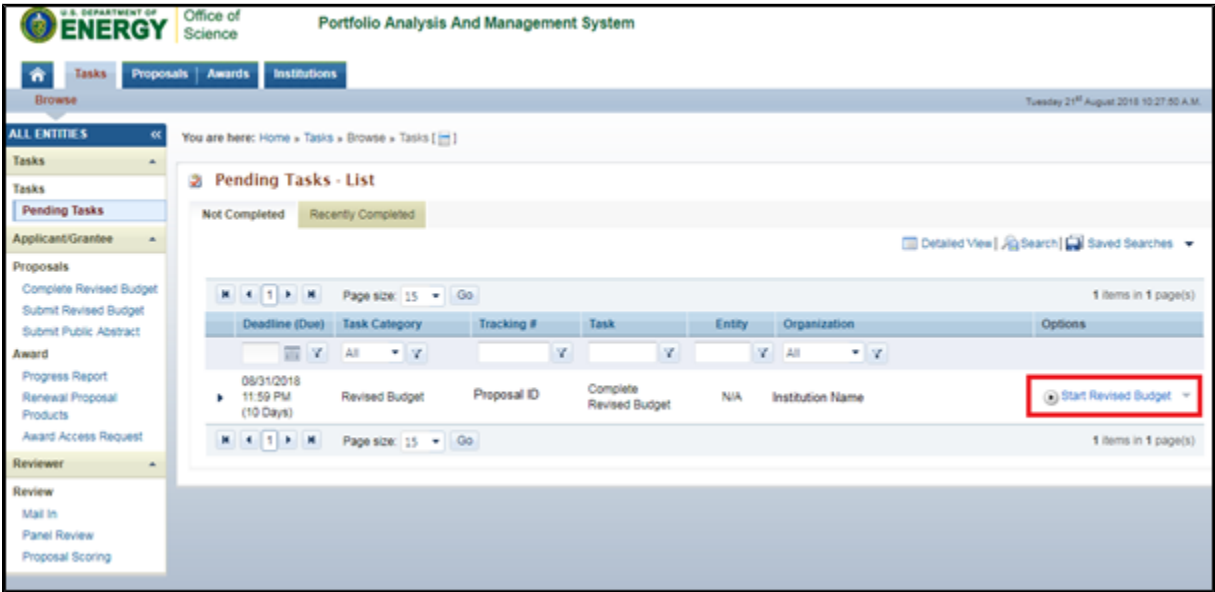 U.S. DEPARTMENT OF
ENERGY
Office of
Science
Portfolio Analysis And Management System
Tasks Proposals Awards Institutions
Browse
Tuesday 21st August 2018 10:27:50 A.M.
ALL ENTITIES «
You are here: Home » Tasks » Browse » Tasks [ ]
Tasks
Tasks
Pending Tasks
Applicant/Grantee
Proposals
Complete Revised Budget
Submit Revised Budget
Submit Public Abstract
Award
Progress Report
Renewal Proposal
Products
Award Access Request
Reviewer
Review
Mail In
Panel Review
Proposal Scoring
Pending Tasks - List
Not Completed Recently Completed
Detailed View | Search | Saved Searches
1 Page size: 15 Go 1 items in 1 page(s)
Deadline (Due) Task Category Tracking # Task Entity Organization Options
All All
08/31/2018
11:59 PM
(10 Days)
Revised Budget Proposal ID
Complete
Revised Budget
N/A Institution Name Start Revised Budget
1 Page size: 15 Go 1 items in 1 page(s)